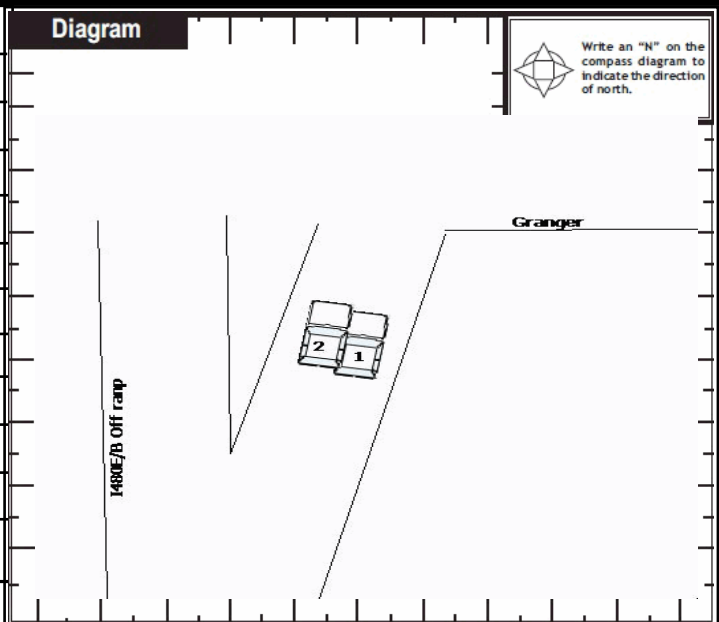 Diagram
Write an “N” on the
compass diagram to
indicate the direction
of north.
Granger
2
1
I480E/B Off ramp